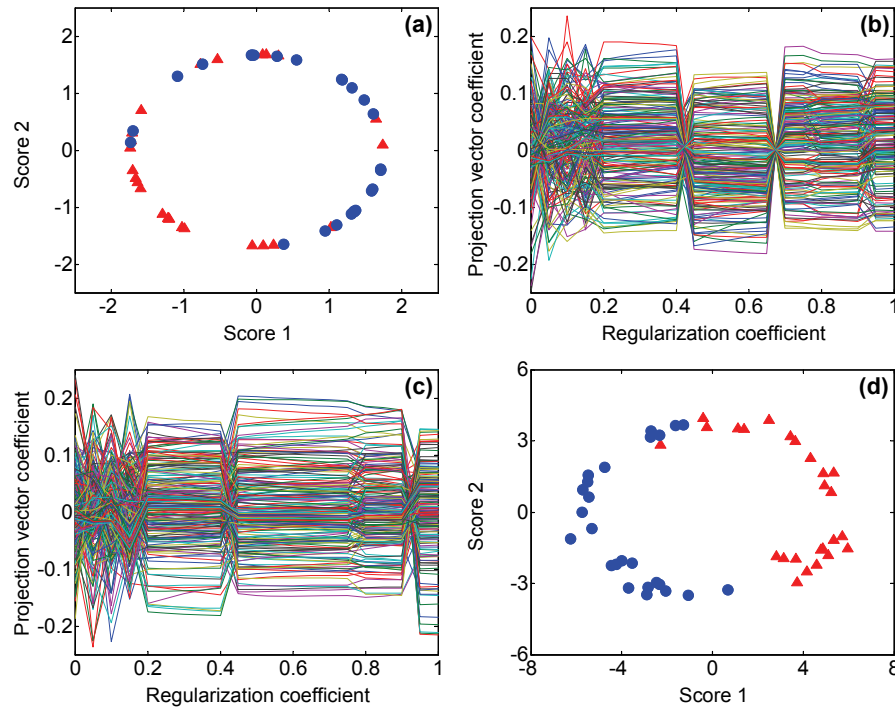 (a)
2
1
0
-1
-2
Score 2
-2 -1 0 1 2
Score 1
(b)
0.2
0.1
0
-0.1
-0.2
Projection vector coefficient
0 0.2 0.4 0.6 0.8 1
Regularization coefficient
(c)
0.2
0.1
0
-0.1
-0.2
Projection vector coefficient
0 0.2 0.4 0.6 0.8 1
Regularization coefficient
(d)
6
3
0
-3
-6
Score 2
-8 -4 0 4 8
Score 1